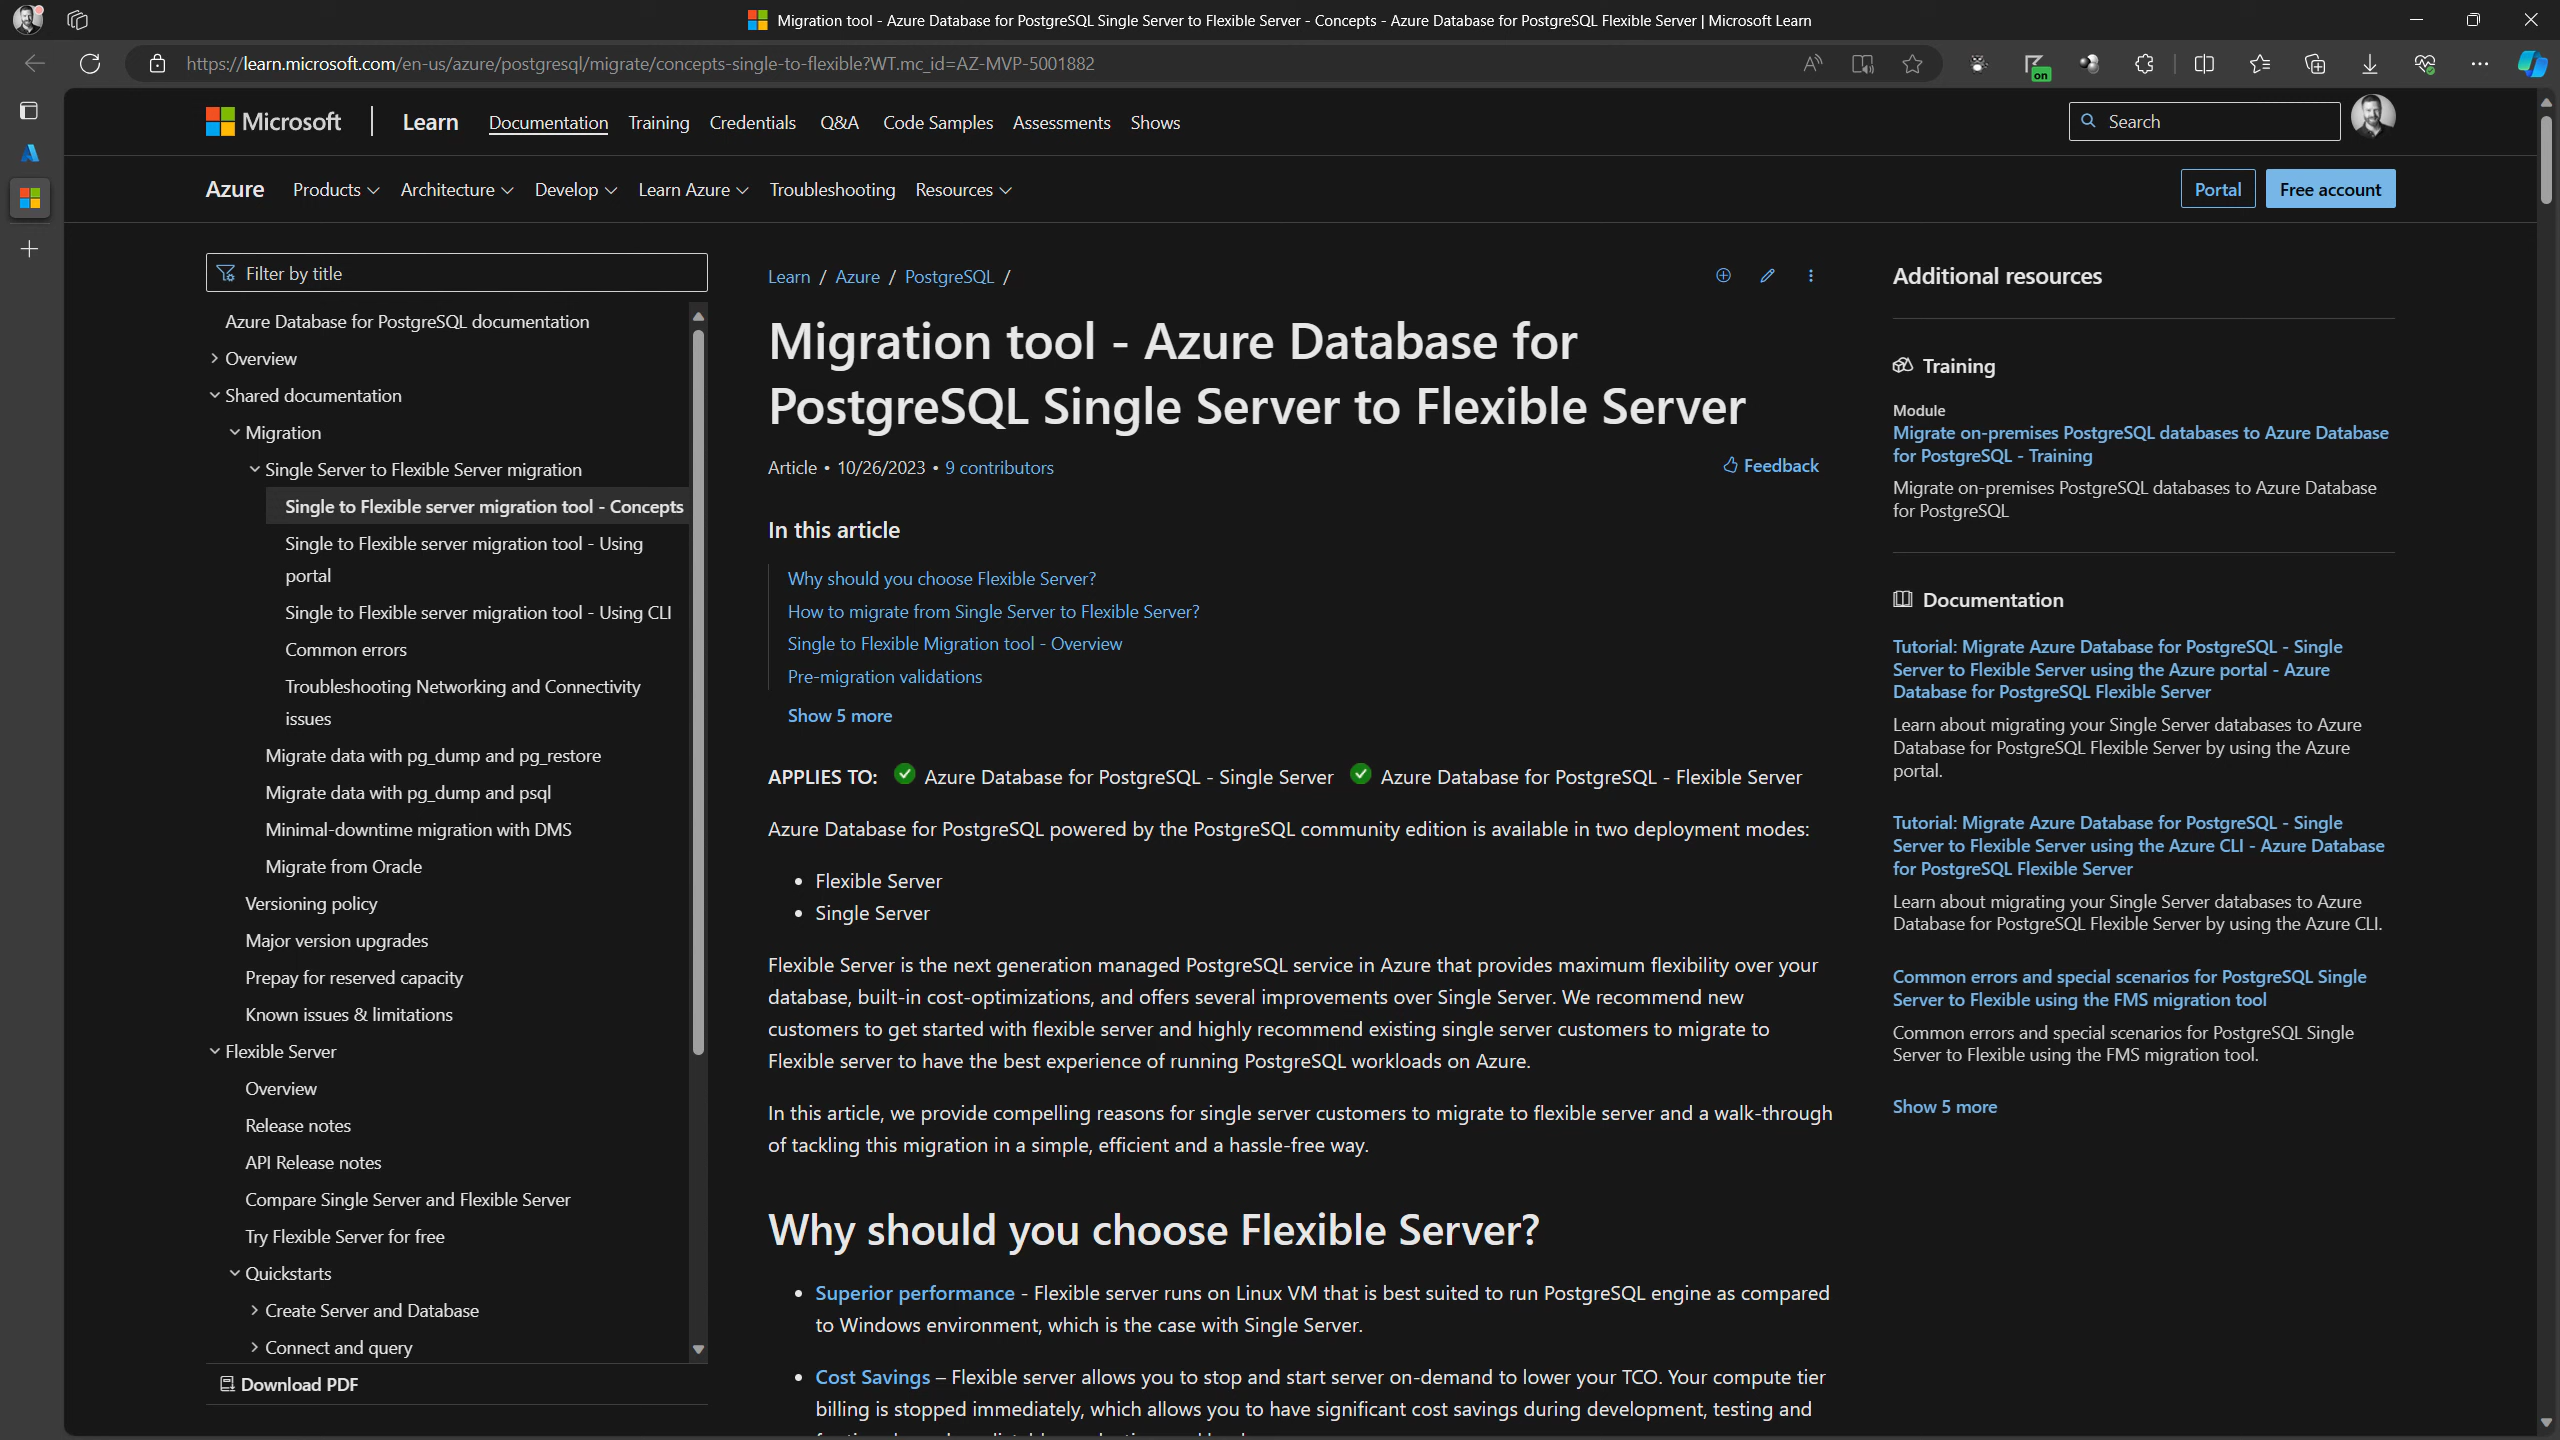 Migration tool - Azure Database for PostgreSQL Single Server to Flexible Server - Concepts - Azure Database for PostgreSQL Flexible Server | Microsoft Learn
https://learn.microsoft.com/en-us/azure/postgresql/migrate/concepts-single-to-flexible?WT.mc_id=AZ-MVP-5001882
on
Microsoft
Learn
Documentation
Training
Credentials
Q&A
Code Samples
Assessments
Shows
Search
Azure
Products
Architecture
Develop
Learn Azure
Troubleshooting
Resources
Portal
Free account
Filter by title
Azure Database for PostgreSQL documentation
Overview
Shared documentation
Migration
Single Server to Flexible Server migration
Single to Flexible server migration tool - Concepts
Single to Flexible server migration tool - Using
portal
Single to Flexible server migration tool - Using CLI
Common errors
Troubleshooting Networking and Connectivity
issues
Migrate data with pg_dump and pg_restore
Migrate data with pg_dump and psql
Minimal-downtime migration with DMS
Migrate from Oracle
Versioning policy
Major version upgrades
Prepay for reserved capacity
Known issues & limitations
Flexible Server
Overview
Release notes
API Release notes
Compare Single Server and Flexible Server
Try Flexible Server for free
Quickstarts
Create Server and Database
Connect and query
Download PDF
Learn / Azure / PostgreSQL /
Migration tool - Azure Database for
PostgreSQL Single Server to Flexible Server
Article • 10/26/2023 • 9 contributors
Feedback
In this article
Why should you choose Flexible Server?
How to migrate from Single Server to Flexible Server?
Single to Flexible Migration tool - Overview
Pre-migration validations
Show 5 more
APPLIES TO: Azure Database for PostgreSQL - Single Server Azure Database for PostgreSQL - Flexible Server
Azure Database for PostgreSQL powered by the PostgreSQL community edition is available in two deployment modes:
• Flexible Server
• Single Server
Flexible Server is the next generation managed PostgreSQL service in Azure that provides maximum flexibility over your
database, built-in cost-optimizations, and offers several improvements over Single Server. We recommend new
customers to get started with flexible server and highly recommend existing single server customers to migrate to
Flexible server to have the best experience of running PostgreSQL workloads on Azure.
In this article, we provide compelling reasons for single server customers to migrate to flexible server and a walk-through
of tackling this migration in a simple, efficient and a hassle-free way.
Why should you choose Flexible Server?
• Superior performance - Flexible server runs on Linux VM that is best suited to run PostgreSQL engine as compared
to Windows environment, which is the case with Single Server.
• Cost Savings – Flexible server allows you to stop and start server on-demand to lower your TCO. Your compute tier
billing is stopped immediately, which allows you to have significant cost savings during development, testing and
Additional resources
Training
Module
Migrate on-premises PostgreSQL databases to Azure Database
for PostgreSQL - Training
Migrate on-premises PostgreSQL databases to Azure Database
for PostgreSQL
Documentation
Tutorial: Migrate Azure Database for PostgreSQL - Single
Server to Flexible Server using the Azure portal - Azure
Database for PostgreSQL Flexible Server
Learn about migrating your Single Server databases to Azure
Database for PostgreSQL Flexible Server by using the Azure
portal.
Tutorial: Migrate Azure Database for PostgreSQL - Single
Server to Flexible Server using the Azure CLI - Azure Database
for PostgreSQL Flexible Server
Learn about migrating your Single Server databases to Azure
Database for PostgreSQL Flexible Server by using the Azure CLI.
Common errors and special scenarios for PostgreSQL Single
Server to Flexible using the FMS migration tool
Common errors and special scenarios for PostgreSQL Single
Server to Flexible using the FMS migration tool.
Show 5 more